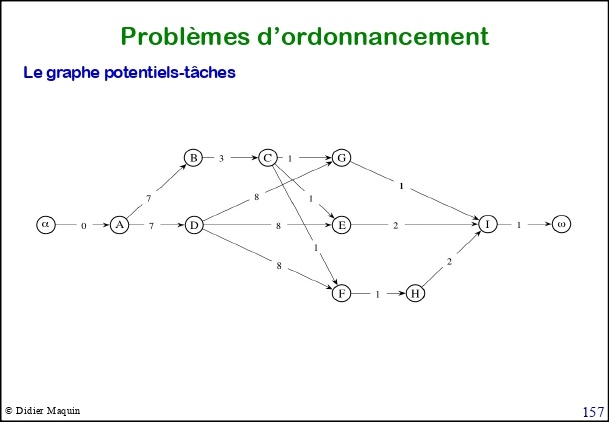 Problèmes d'ordonnancement
Le graphe potentiels-tâches
B 3 C 1 G
7 8 1 1
α 0 A 7 D 8 E 2 I 1 ω
1
8 2
F 1 H
© Didier Maquin
157